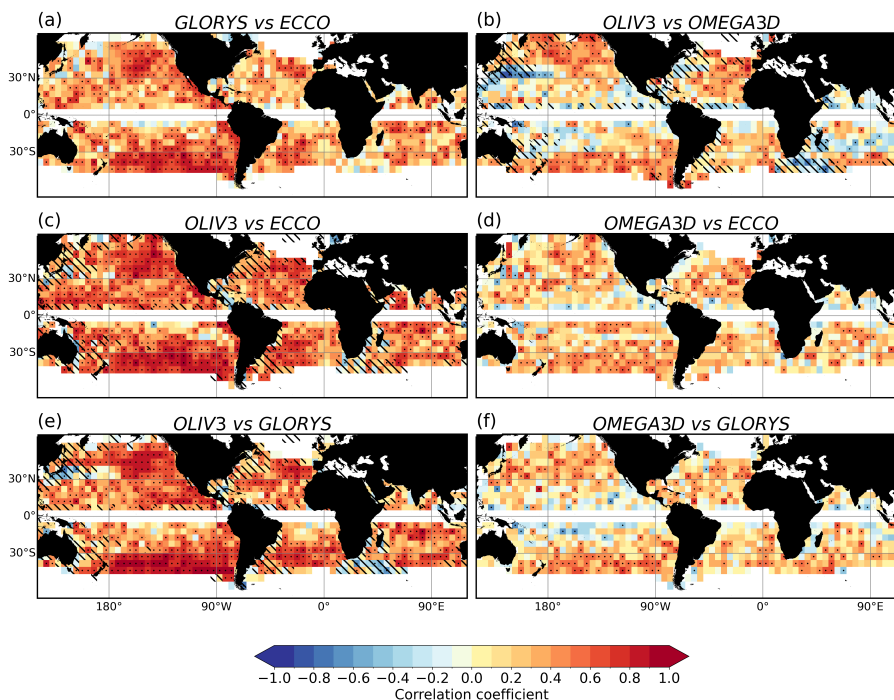 (a) GLORYS vs ECCO
(b) OLIV3 vs OMEGA3D
30°N
0°
30°S
(c) OLIV3 vs ECCO
(d) OMEGA3D vs ECCO
30°N
0°
30°S
(e) OLIV3 vs GLORYS
(f) OMEGA3D vs GLORYS
30°N
0°
30°S
180° 90°W 0° 90°E
180° 90°W 0° 90°E
−1.0 −0.8 −0.6 −0.4 −0.2 0.0 0.2 0.4 0.6 0.8 1.0
Correlation coefficient